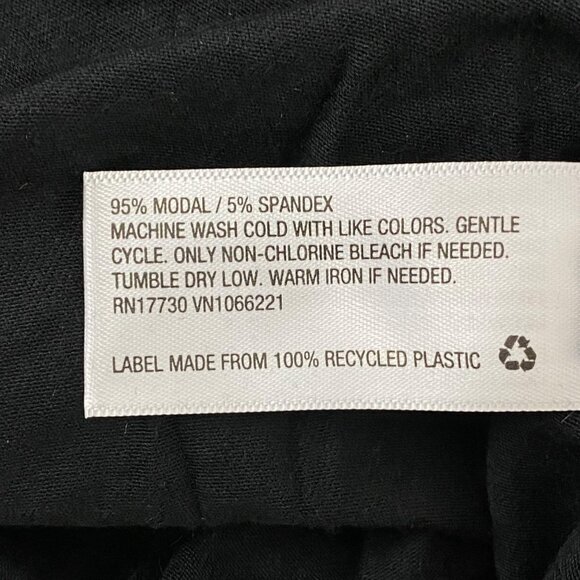 95% MODAL / 5% SPANDEX
MACHINE WASH COLD WITH LIKE COLORS. GENTLE
CYCLE. ONLY NON-CHLORINE BLEACH IF NEEDED.
TUMBLE DRY LOW. WARM IRON IF NEEDED.
RN17730 VN1066221
LABEL MADE FROM 100% RECYCLED PLASTIC